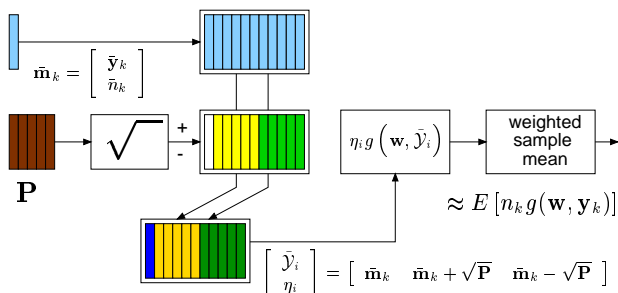 m̄_k = [ ȳ_k ; n̄_k ]
P
√
+
-
η_i g (w, 𝒴̄_i)
weighted
sample
mean
≈ E [n_k g(w, y_k)]
[ 𝒴̄_i ; η_i ] = [ m̄_k   m̄_k + √P   m̄_k − √P ]